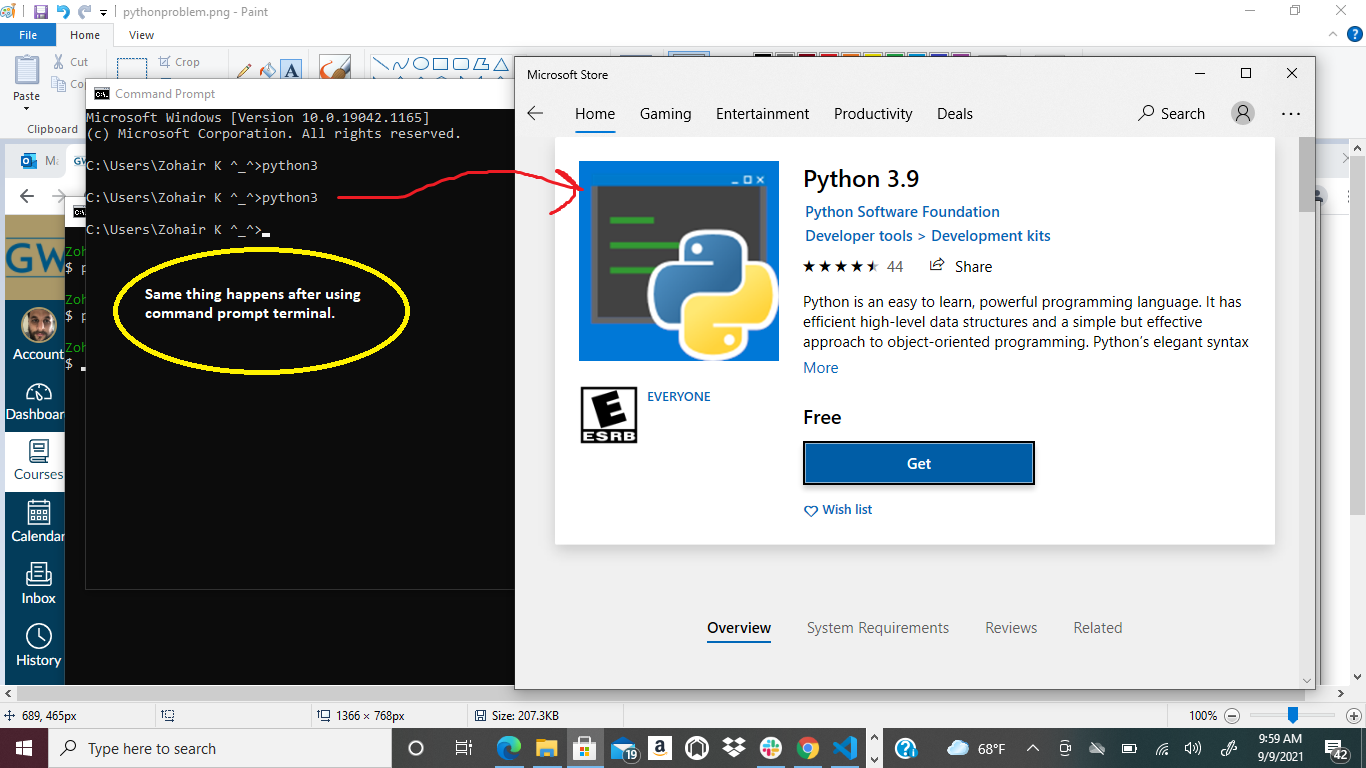 pythonproblem.png - Paint
File
Home
View
Paste
Cut
Crop
A
Clipboard
Command Prompt
Microsoft Windows [Version 10.0.19042.1165]
(c) Microsoft Corporation. All rights reserved.
C:\Users\Zohair K ^_^>python3
C:\Users\Zohair K ^_^>python3
C:\Users\Zohair K ^_^>
Same thing happens after using
command prompt terminal.
GW
Zoh
$ p
Zoh
$ p
Zoh
$
Account
Dashboar
Courses
Calendar
Inbox
History
Microsoft Store
Home
Gaming
Entertainment
Productivity
Deals
Search
Python 3.9
Python Software Foundation
Developer tools > Development kits
44
Share
Python is an easy to learn, powerful programming language. It has
efficient high-level data structures and a simple but effective
approach to object-oriented programming. Python's elegant syntax
More
E
ESRB
EVERYONE
Free
Get
Wish list
Overview
System Requirements
Reviews
Related
689, 465px
1366 × 768px
Size: 207.3KB
100%
Type here to search
19
68°F
9:59 AM
9/9/2021
42